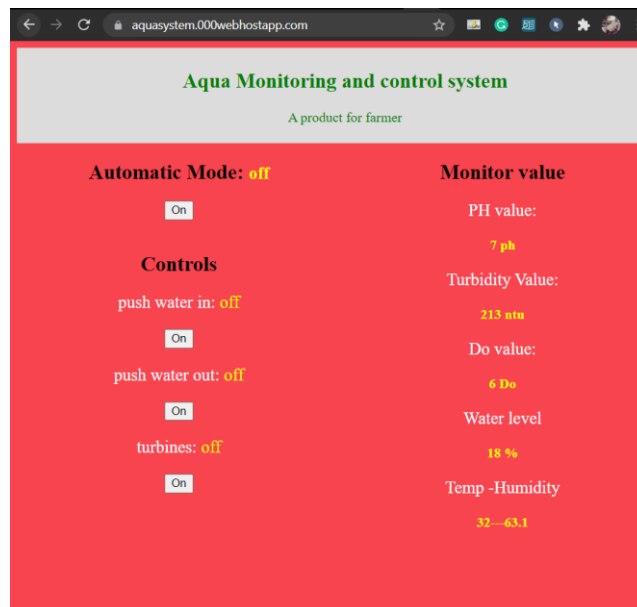 aquasystem.000webhostapp.com
Aqua Monitoring and control system
A product for farmer
Automatic Mode: off
On
Controls
push water in: off
On
push water out: off
On
turbines: off
On
Monitor value
PH value:
7 ph
Turbidity Value:
213 ntu
Do value:
6 Do
Water level
18 %
Temp -Humidity
32---63.1